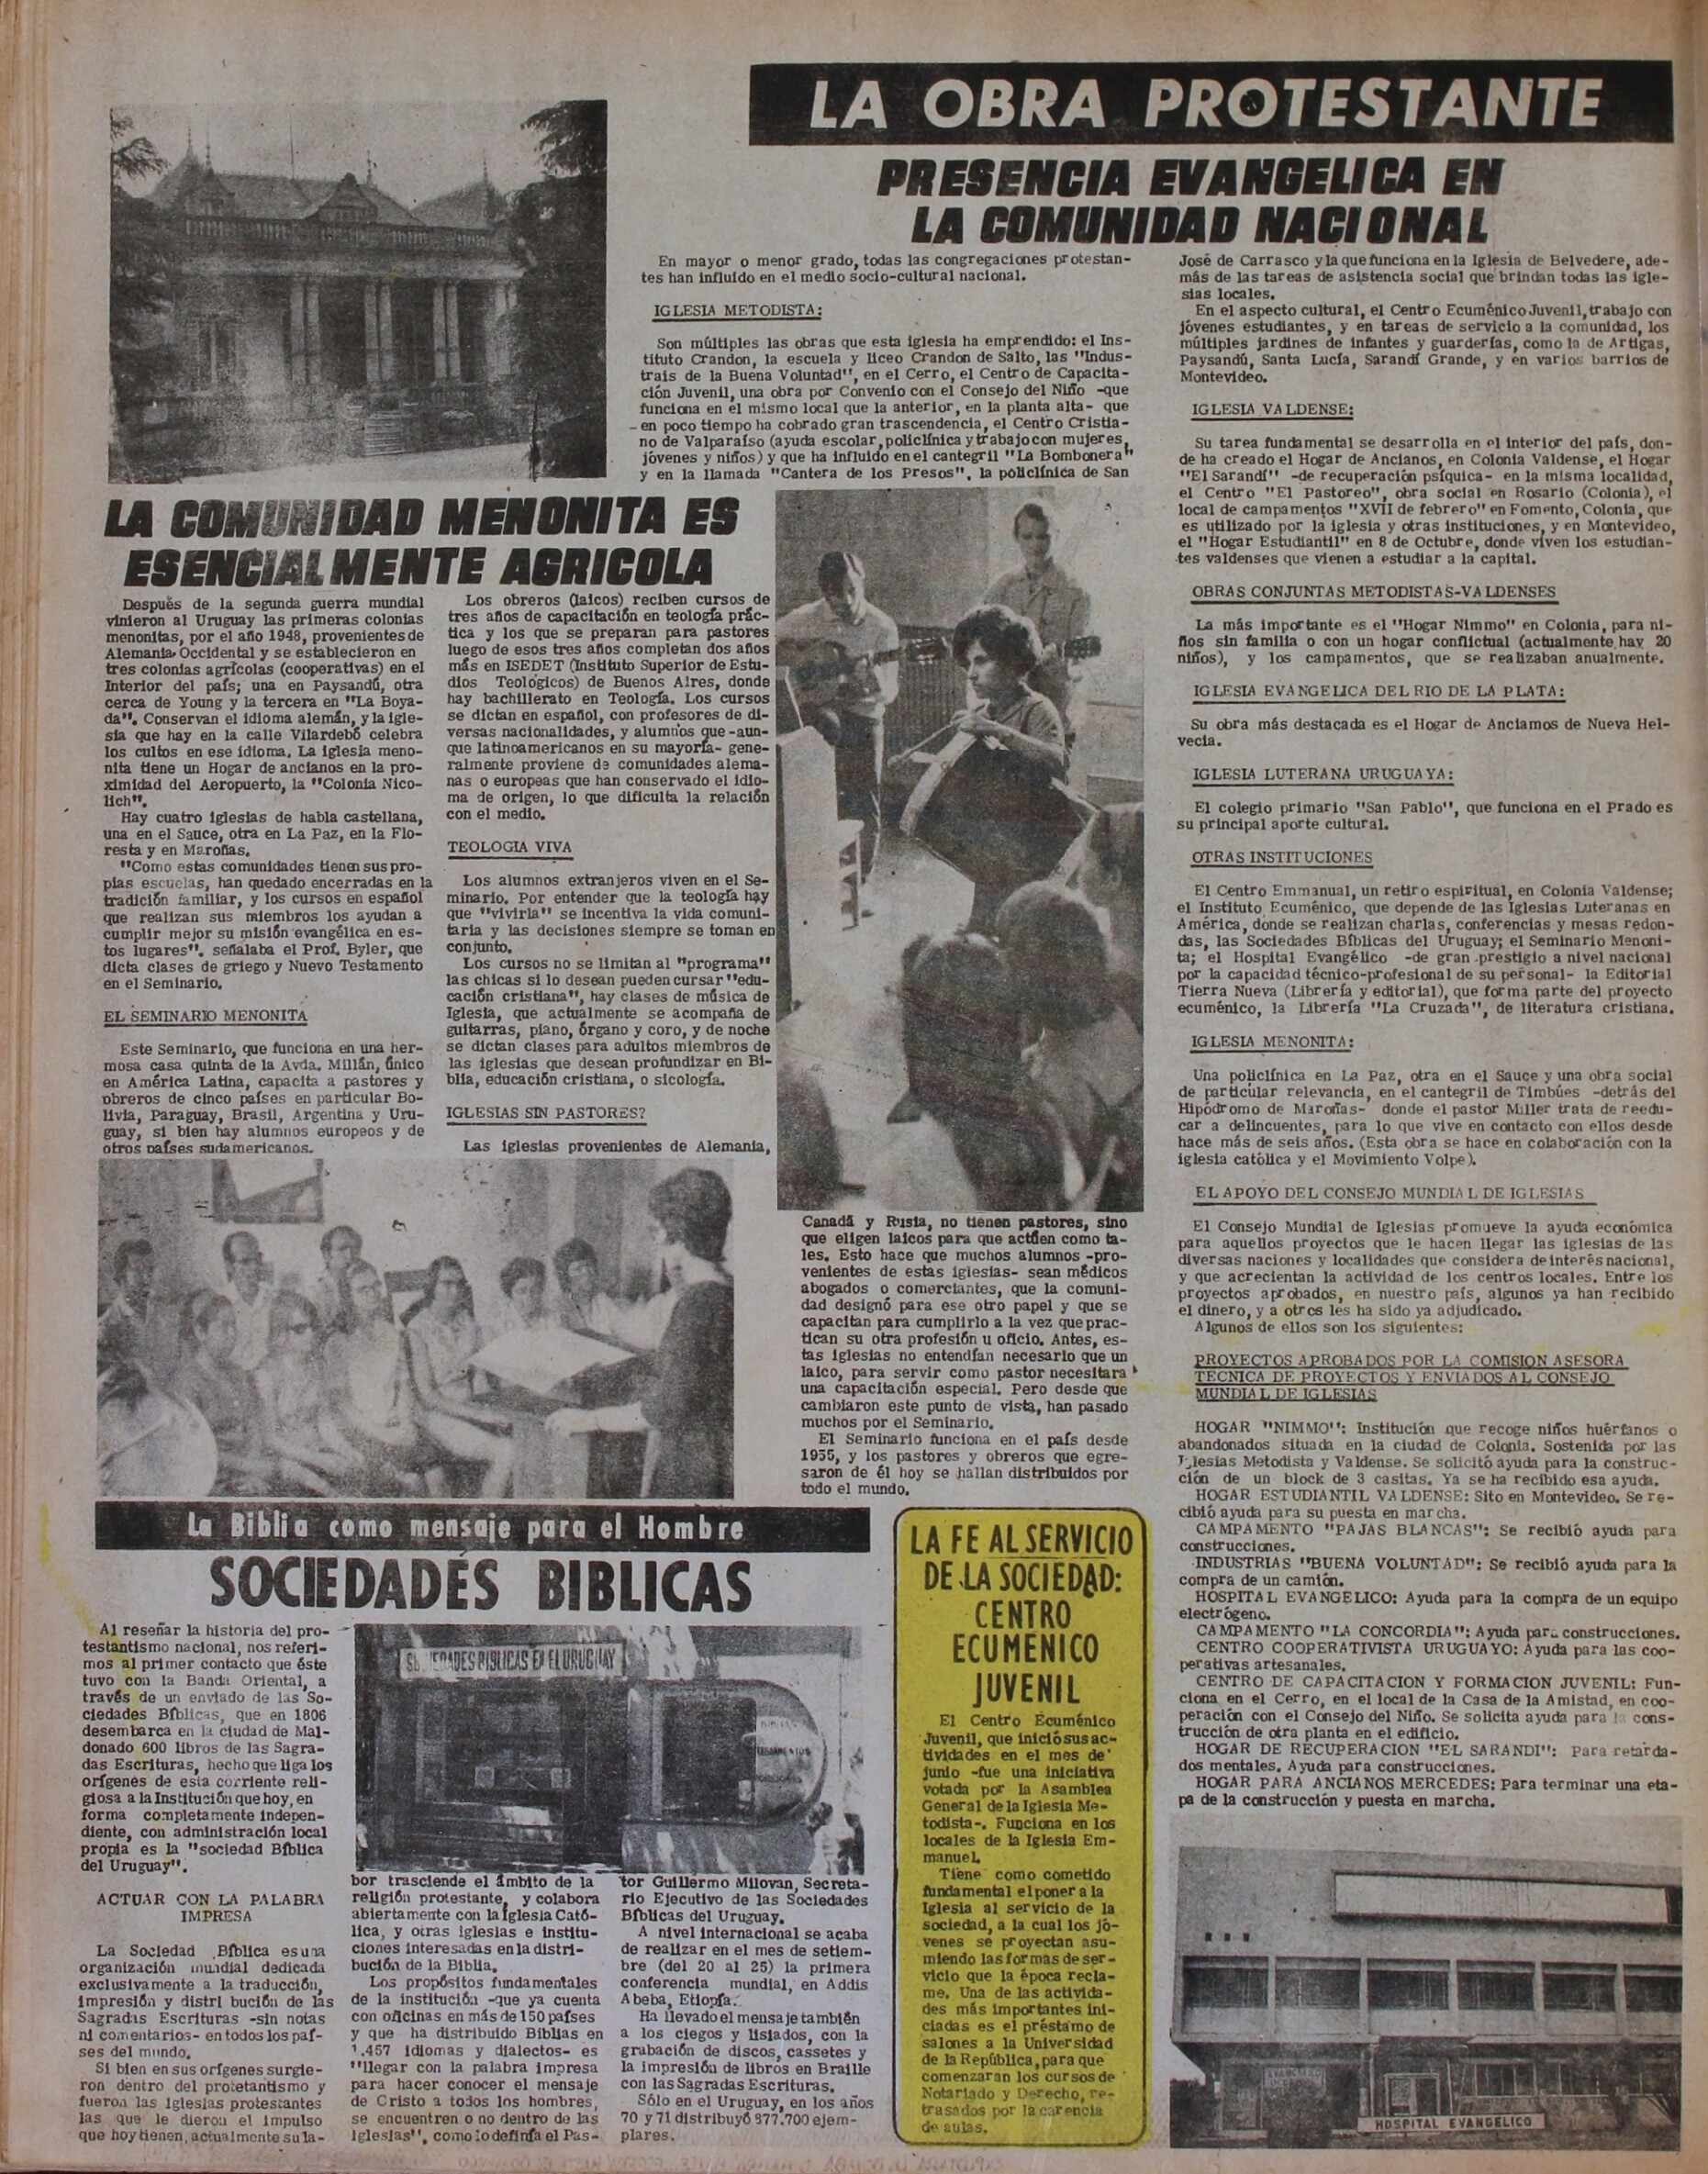 LA OBRA PROTESTANTE
PRESENCIA EVANGELICA EN
LA COMUNIDAD NACIONAL
En mayor o menor grado, todas las congregaciones protestan-
tes han influido en el medio socio-cultural nacional.
IGLESIA METODISTA:
Son múltiples las obras que esta iglesia ha emprendido: el Ins-
tituto Crandon, la escuela y liceo Crandon de Salto, las "Indus-
trais de la Buena Voluntad", en el Cerro, el Centro de Capacita-
ción Juvenil, una obra por Convenio con el Consejo del Niño -que
funciona en el mismo local que la anterior, en la planta alta- que
en poco tiempo ha cobrado gran trascendencia, el Centro Cristia-
no de Valparaíso (ayuda escolar, policlínica y trabajo con mujeres,
jóvenes y niños) y que ha influido en el cantegril "La Bombonera"
y en la llamada "Cantera de los Presos", la policlínica de San
José de Carrasco y la que funciona en la Iglesia de Belvedere, ade-
más de las tareas de asistencia social que brindan todas las igle-
sias locales.
En el aspecto cultural, el Centro Ecuménico Juvenil, trabajo con
jóvenes estudiantes, y en tareas de servicio a la comunidad, los
múltiples jardines de infantes y guarderías, como la de Artigas,
Paysandú, Santa Lucía, Sarandí Grande, y en varios barrios de
Montevideo.
IGLESIA VALDENSE:
Su tarea fundamental se desarrolla en el interior del país, don-
de ha creado el Hogar de Ancianos, en Colonia Valdense, el Hogar
"El Sarandí" -de recuperación psíquica- en la misma localidad,
el Centro "El Pastoreo", obra social en Rosario (Colonia), el
local de campamentos "XVII de febrero" en Fomento, Colonia, que
es utilizado por la iglesia y otras instituciones, y en Montevideo,
el "Hogar Estudiantil" en 8 de Octubre, donde viven los estudian-
tes valdenses que vienen a estudiar a la capital.
OBRAS CONJUNTAS METODISTAS-VALDENSES
La más importante es el "Hogar Nimmo" en Colonia, para ni-
ños sin familia o con un hogar conflictual (actualmente hay 20
niños), y los campamentos, que se realizaban anualmente.
IGLESIA EVANGELICA DEL RIO DE LA PLATA:
Su obra más destacada es el Hogar de Anciamos de Nueva Hel-
vecia.
IGLESIA LUTERANA URUGUAYA:
El colegio primario "San Pablo", que funciona en el Prado es
su principal aporte cultural.
OTRAS INSTITUCIONES
El Centro Emmanual, un retiro espiritual, en Colonia Valdense;
el Instituto Ecuménico, que depende de las Iglesias Luteranas en
América, donde se realizan charlas, conferencias y mesas redon-
das, las Sociedades Bíblicas del Uruguay; el Seminario Menoni-
ta; el Hospital Evangélico -de gran prestigio a nivel nacional
por la capacidad técnico-profesional de su personal- la Editorial
Tierra Nueva (Librería y editorial), que forma parte del proyecto
ecuménico, la Librería "La Cruzada", de literatura cristiana.
IGLESIA MENONITA:
Una policlínica en La Paz, otra en el Sauce y una obra social
de particular relevancia, en el cantegril de Timbúes -detrás del
Hipódromo de Maroñas- donde el pastor Miller trata de reedu-
car a delincuentes, para lo que vive en contacto con ellos desde
hace más de seis años. (Esta obra se hace en colaboración con la
iglesia católica y el Movimiento Volpe).
EL APOYO DEL CONSEJO MUNDIAL DE IGLESIAS
El Consejo Mundial de Iglesias promueve la ayuda económica
para aquellos proyectos que le hacen llegar las iglesias de las
diversas naciones y localidades que considera de interés nacional,
y que acrecientan la actividad de los centros locales. Entre los
proyectos aprobados, en nuestro país, algunos ya han recibido
el dinero, y a otros les ha sido ya adjudicado.
Algunos de ellos son los siguientes:
PROYECTOS APROBADOS POR LA COMISION ASESORA
TECNICA DE PROYECTOS Y ENVIADOS AL CONSEJO
MUNDIAL DE IGLESIAS
HOGAR "NIMMO": Institución que recoge niños huérfanos o
abandonados situada en la ciudad de Colonia. Sostenida por las
Iglesias Metodista y Valdense. Se solicitó ayuda para la construc-
ción de un block de 3 casitas. Ya se ha recibido esa ayuda.
HOGAR ESTUDIANTIL VALDENSE: Sito en Montevideo. Se re-
cibió ayuda para su puesta en marcha.
CAMPAMENTO "PAJAS BLANCAS": Se recibió ayuda para
construcciones.
INDUSTRIAS "BUENA VOLUNTAD": Se recibió ayuda para la
compra de un camión.
HOSPITAL EVANGELICO: Ayuda para la compra de un equipo
electrógeno.
CAMPAMENTO "LA CONCORDIA": Ayuda para construcciones.
CENTRO COOPERATIVISTA URUGUAYO: Ayuda para las coo-
perativas artesanales.
CENTRO DE CAPACITACION Y FORMACION JUVENIL: Fun-
ciona en el Cerro, en el local de la Casa de la Amistad, en coo-
peración con el Consejo del Niño. Se solicita ayuda para la cons-
trucción de otra planta en el edificio.
HOGAR DE RECUPERACION "EL SARANDI": Para retarda-
dos mentales. Ayuda para construcciones.
HOGAR PARA ANCIANOS MERCEDES: Para terminar una eta-
pa de la construcción y puesta en marcha.
HOSPITAL EVANGELICO
LA COMUNIDAD MENONITA ES
ESENCIALMENTE AGRICOLA
Después de la segunda guerra mundial
vinieron al Uruguay las primeras colonias
menonitas, por el año 1948, provenientes de
Alemania Occidental y se establecieron en
tres colonias agrícolas (cooperativas) en el
Interior del país; una en Paysandú, otra
cerca de Young y la tercera en "La Boya-
da". Conservan el idioma alemán, y la igle-
sia que hay en la calle Vilardebó celebra
los cultos en ese idioma. La iglesia meno-
nita tiene un Hogar de ancianos en la pro-
ximidad del Aeropuerto, la "Colonia Nico-
lich".
Hay cuatro iglesias de habla castellana,
una en el Sauce, otra en La Paz, en la Flo-
resta y en Maroñas.
"Como estas comunidades tienen sus pro-
pias escuelas, han quedado encerradas en la
tradición familiar, y los cursos en español
que realizan sus miembros los ayudan a
cumplir mejor su misión evangélica en es-
tos lugares", señalaba el Prof. Byler, que
dicta clases de griego y Nuevo Testamento
en el Seminario.
EL SEMINARIO MENONITA
Este Seminario, que funciona en una her-
mosa casa quinta de la Avda. Millán, único
en América Latina, capacita a pastores y
obreros de cinco países en particular Bo-
livia, Paraguay, Brasil, Argentina y Uru-
guay, si bien hay alumnos europeos y de
otros países sudamericanos.
Los obreros (laicos) reciben cursos de
tres años de capacitación en teología prác-
tica y los que se preparan para pastores
luego de esos tres años completan dos años
más en ISEDET (Instituto Superior de Estu-
dios Teológicos) de Buenos Aires, donde
hay bachillerato en Teología. Los cursos
se dictan en español, con profesores de di-
versas nacionalidades, y alumnos que -aun-
que latinoamericanos en su mayoría- gene-
ralmente proviene de comunidades alema-
nas o europeas que han conservado el idio-
ma de origen, lo que dificulta la relación
con el medio.
TEOLOGIA VIVA
Los alumnos extranjeros viven en el Se-
minario. Por entender que la teología hay
que "vivirla" se incentiva la vida comuni-
taria y las decisiones siempre se toman en
conjunto.
Los cursos no se limitan al "programa"
las chicas si lo desean pueden cursar "edu-
cación cristiana", hay clases de música de
Iglesia, que actualmente se acompaña de
guitarras, piano, órgano y coro, y de noche
se dictan clases para adultos miembros de
las iglesias que desean profundizar en Bi-
blia, educación cristiana, o sicología.
IGLESIAS SIN PASTORES?
Las iglesias provenientes de Alemania,
Canadá y Rusia, no tienen pastores, sino
que eligen laicos para que actúen como ta-
les. Esto hace que muchos alumnos -pro-
venientes de estas iglesias- sean médicos
abogados o comerciantes, que la comuni-
dad designó para ese otro papel y que se
capacitan para cumplirlo a la vez que prac-
tican su otra profesión u oficio. Antes, es-
tas iglesias no entendían necesario que un
laico, para servir como pastor necesitara
una capacitación especial. Pero desde que
cambiaron este punto de vista, han pasado
muchos por el Seminario.
El Seminario funciona en el país desde
1955, y los pastores y obreros que egre-
saron de él hoy se hallan distribuidos por
todo el mundo.
La Biblia como mensaje para el Hombre
SOCIEDADES BIBLICAS
Al reseñar la historia del pro-
testantismo nacional, nos referi-
mos al primer contacto que éste
tuvo con la Banda Oriental, a
través de un enviado de las So-
ciedades Bíblicas, que en 1806
desembarca en la ciudad de Mal-
donado 600 libros de las Sagra-
das Escrituras, hecho que liga los
orígenes de esta corriente reli-
giosa a la Institución que hoy, en
forma completamente indepen-
diente, con administración local
propia es la "sociedad Bíblica
del Uruguay".
ACTUAR CON LA PALABRA
IMPRESA
La Sociedad Bíblica es una
organización mundial dedicada
exclusivamente a la traducción,
impresión y distri bución de las
Sagradas Escrituras -sin notas
ni comentarios- en todos los paí-
ses del mundo.
Si bien en sus orígenes surgie-
ron dentro del protetantismo y
fueron las Iglesias protestantes
las que le dieron el impulso
que hoy tienen, actualmente su la-
SOCIEDADES BIBLICAS EN EL URUGUAY
bor trasciende el ámbito de la
religión protestante, y colabora
abiertamente con la Iglesia Cató-
lica, y otras iglesias e institu-
ciones interesadas en la distri-
bución de la Biblia.
Los propósitos fundamentales
de la institución -que ya cuenta
con oficinas en más de 150 países
y que ha distribuido Biblias en
1.457 idiomas y dialectos- es
"llegar con la palabra impresa
para hacer conocer el mensaje
de Cristo a todos los hombres,
se encuentren o no dentro de las
Iglesias", como lo definía el Pas-
tor Guillermo Milovan, Secreta-
rio Ejecutivo de las Sociedades
Bíblicas del Uruguay.
A nivel internacional se acaba
de realizar en el mes de setiem-
bre (del 20 al 25) la primera
conferencia mundial, en Addis
Abeba, Etiopía.
Ha llevado el mensaje también
a los ciegos y lisiados, con la
grabación de discos, cassetes y
la impresión de libros en Braille
con las Sagradas Escrituras.
Sólo en el Uruguay, en los años
70 y 71 distribuyó 877.700 ejem-
plares.
LA FE AL SERVICIO
DE LA SOCIEDAD:
CENTRO
ECUMENICO
JUVENIL
El Centro Ecuménico
Juvenil, que inició sus ac-
tividades en el mes de
junio -fue una iniciativa
votada por la Asamblea
General de la Iglesia Me-
todista-. Funciona en los
locales de la Iglesia Em-
manuel.
Tiene como cometido
fundamental el poner a la
Iglesia al servicio de la
sociedad, a la cual los jó-
venes se proyectan asu-
miendo las formas de ser-
vicio que la época recla-
me. Una de las activida-
des más importantes ini-
ciadas es el préstamo de
salones a la Universidad
de la República, para que
comenzaran los cursos de
Notariado y Derecho, re-
trasados por la carencia
de aulas.